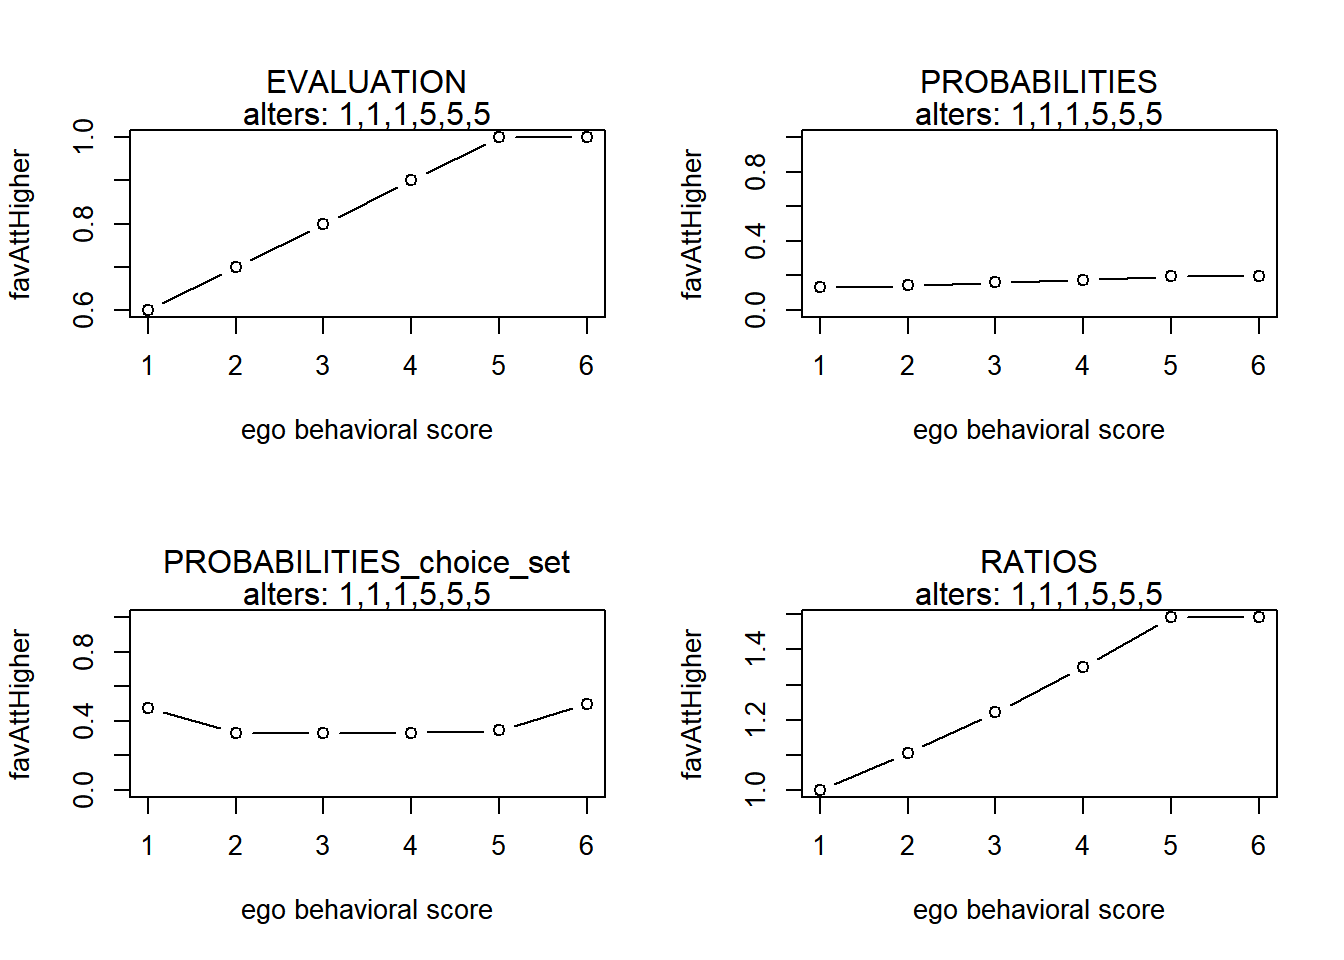 EVALUATION
alters: 1,1,1,5,5,5
favAttHigher
1.0
0.8
0.6
1 2 3 4 5 6
ego behavioral score
PROBABILITIES
alters: 1,1,1,5,5,5
favAttHigher
0.8
0.4
0.0
1 2 3 4 5 6
ego behavioral score
PROBABILITIES_choice_set
alters: 1,1,1,5,5,5
favAttHigher
0.8
0.4
0.0
1 2 3 4 5 6
ego behavioral score
RATIOS
alters: 1,1,1,5,5,5
favAttHigher
1.4
1.2
1.0
1 2 3 4 5 6
ego behavioral score